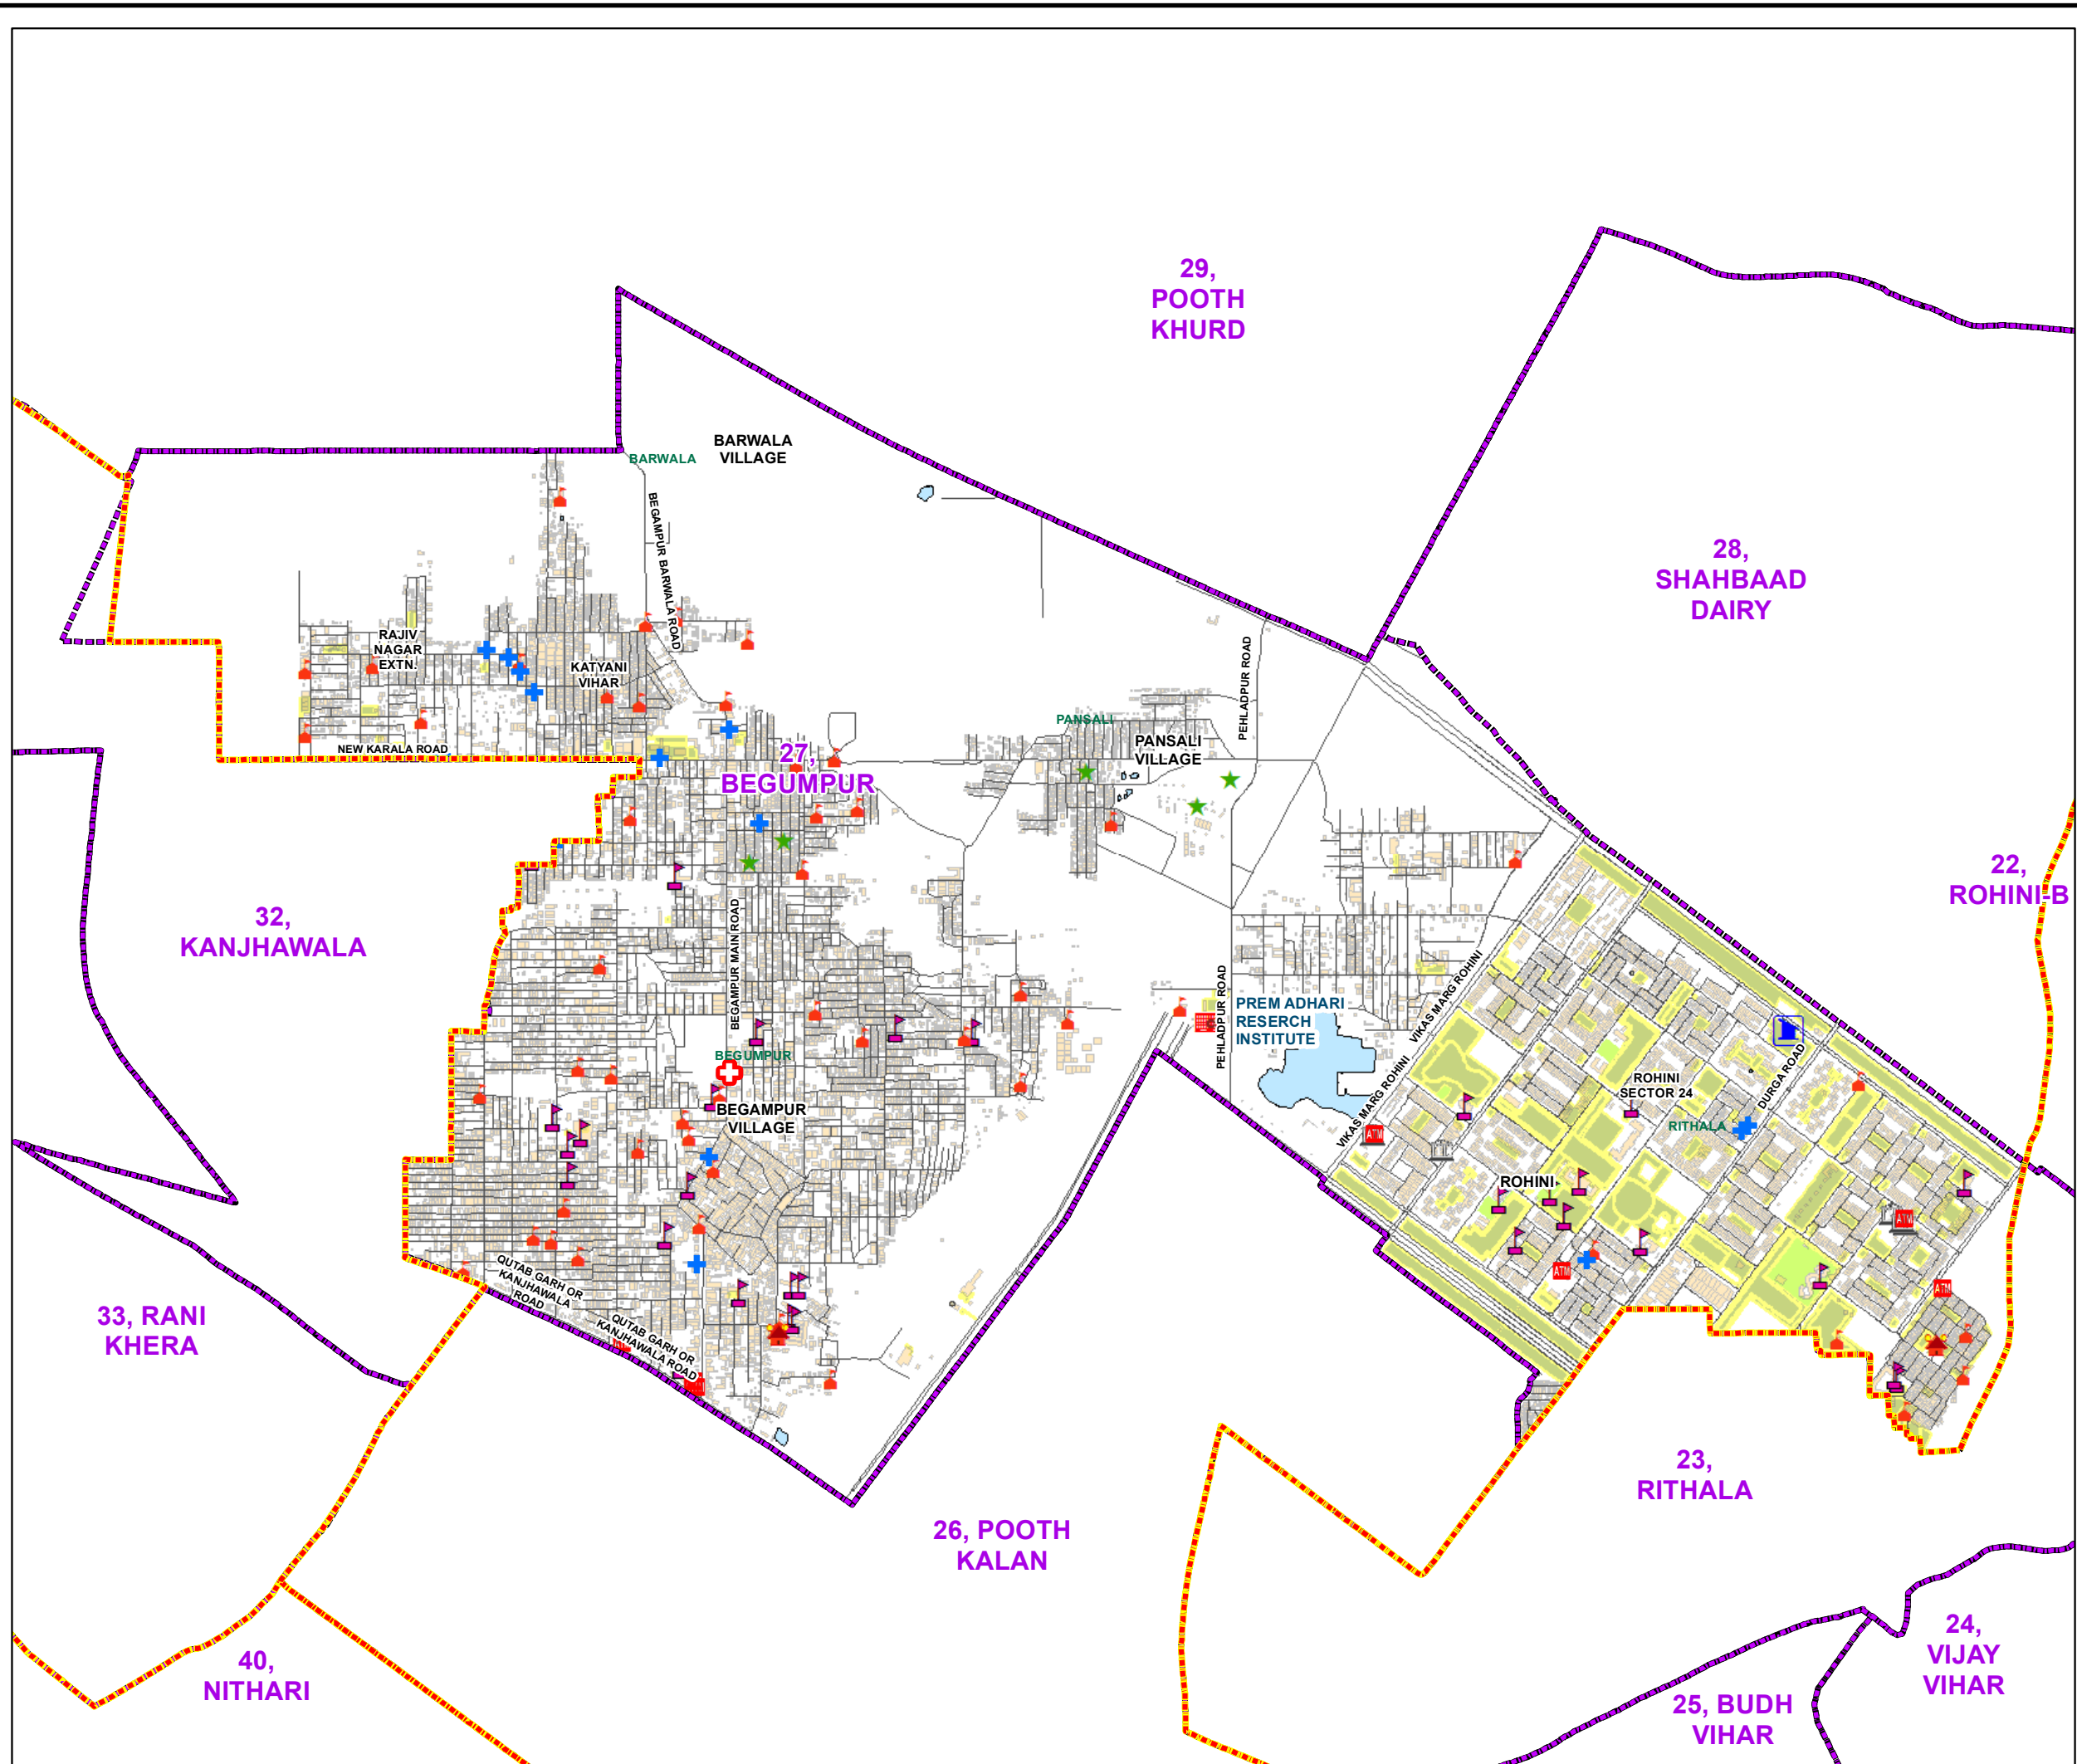 29,
POOTH
KHURD
BARWALA
VILLAGE
BARWALA
BEGAMPUR BARWALA ROAD
28,
SHAHBAAD
DAIRY
RAJIV
NAGAR
EXTN.
KATYANI
VIHAR
PEHLADPUR ROAD
NEW KARALA ROAD
PANSALI
PANSALI
VILLAGE
27,
BEGUMPUR
22,
ROHINI-B
32,
KANJHAWALA
BEGAMPUR MAIN ROAD
VIKAS MARG ROHINI
PEHLADPUR ROAD
PREM ADHARI
RESERCH
INSTITUTE
BEGUMPUR
VIKAS MARG ROHINI
DURGA ROAD
ROHINI
SECTOR 24
BEGAMPUR
VILLAGE
RITHALA
ATM
ROHINI
ATM
ATM
ATM
QUTAB GARH OR
KANJHAWALA
ROAD
QUTAB GARH OR
KANJHAWALA ROAD
33, RANI
KHERA
23,
RITHALA
26, POOTH
KALAN
24,
VIJAY
VIHAR
40,
NITHARI
25, BUDH
VIHAR